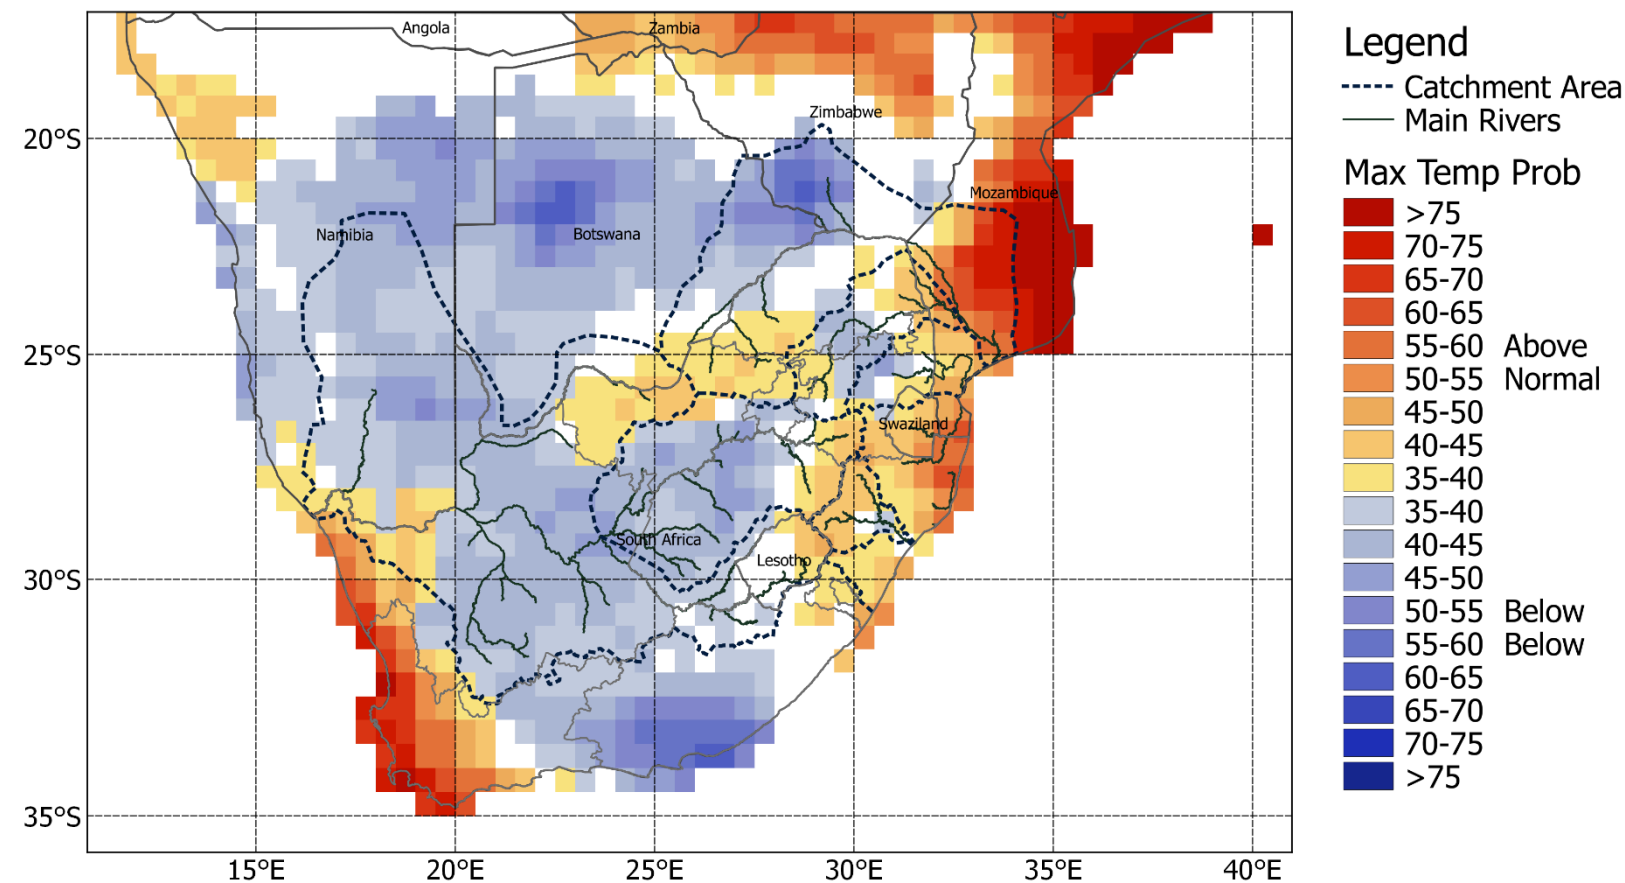 Angola
Zambia
Zimbabwe
Mozambique
Namibia
Botswana
Swaziland
South Africa
Lesotho
20°S
25°S
30°S
35°S
15°E
20°E
25°E
30°E
35°E
40°E
Legend
Catchment Area
Main Rivers
Max Temp Prob
>75
70-75
65-70
60-65
55-60 Above
50-55 Normal
45-50
40-45
35-40
35-40
40-45
45-50
50-55 Below
55-60 Below
60-65
65-70
70-75
>75